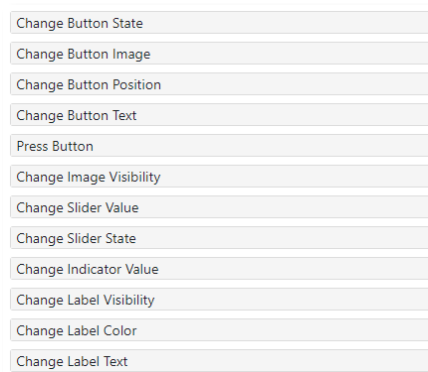 Change Button State
Change Button Image
Change Button Position
Change Button Text
Press Button
Change Image Visibility
Change Slider Value
Change Slider State
Change Indicator Value
Change Label Visibility
Change Label Color
Change Label Text